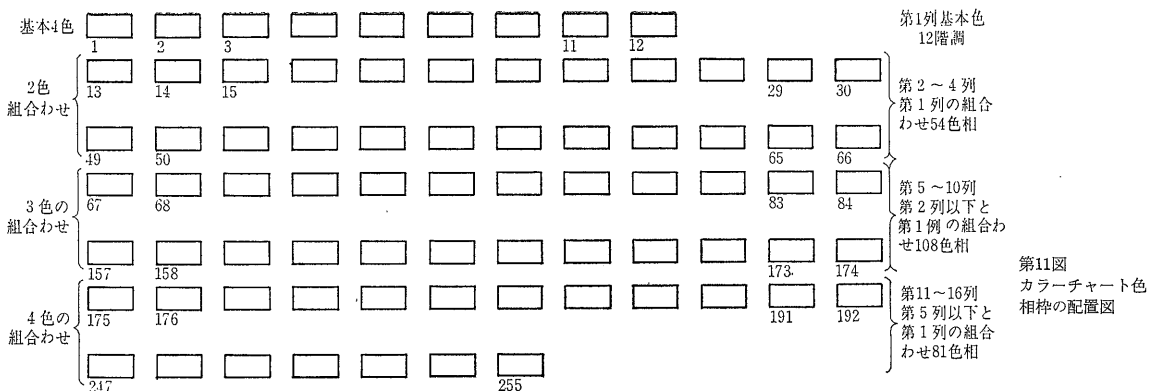 基本4色
1 2 3 11 12
第1列基本色
12階調
2色
組合わせ
13 14 15 29 30
49 50 65 66
第2～4列
第1列の組合
わせ54色相
3色の
組合わせ
67 68 83 84
157 158 173 174
第5～10列
第2列以下と
第1例の組合わ
せ108色相
4色の
組合わせ
175 176 191 192
247 255
第11～16列
第5列以下と
第1列の組合
わせ81色相
第11図
カラーチャート色
相枠の配置図